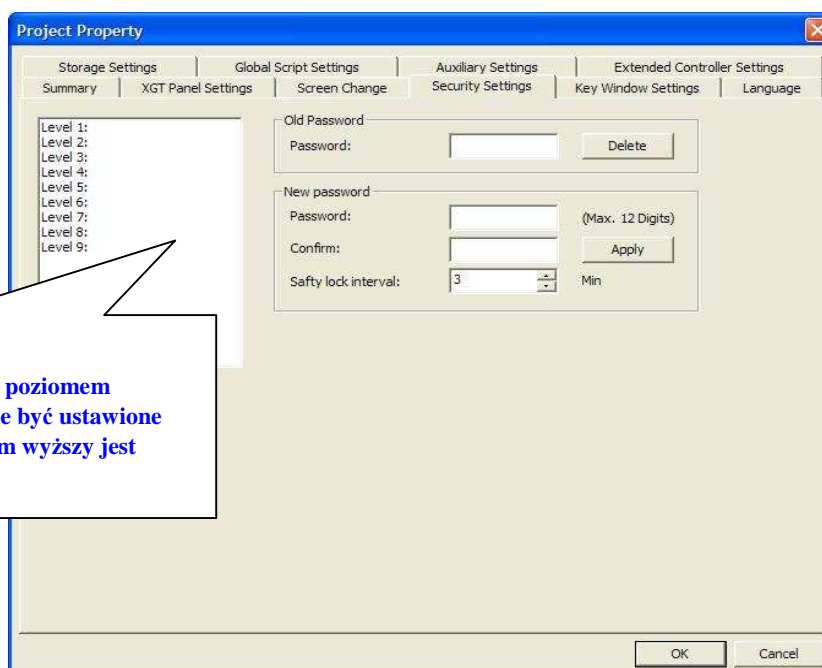 Project Property
Storage Settings Global Script Settings Auxiliary Settings Extended Controller Settings
Summary XGT Panel Settings Screen Change Security Settings Key Window Settings Language
Level 1:
Level 2:
Level 3:
Level 4:
Level 5:
Level 6:
Level 7:
Level 8:
Level 9:
Old Password
Password: Delete
New password
Password: (Max. 12 Digits)
Confirm: Apply
Safty lock interval: 3 Min
poziomem
e być ustawione
m wyższy jest
OK Cancel